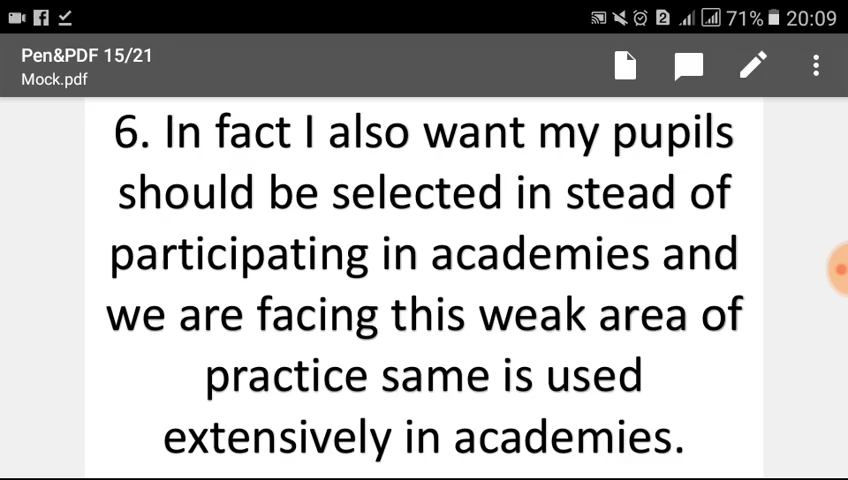 71% 20:09
Pen&PDF 15/21
Mock.pdf
6. In fact I also want my pupils
should be selected in stead of
participating in academies and
we are facing this weak area of
practice same is used
extensively in academies.